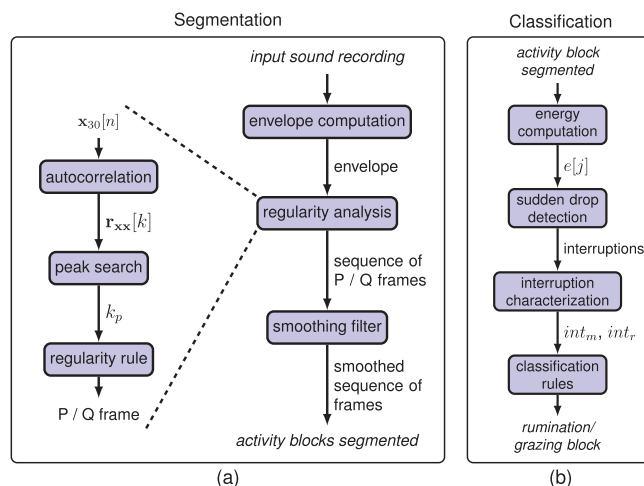 Segmentation
input sound recording
envelope computation
envelope
regularity analysis
sequence of
P / Q frames
smoothing filter
smoothed
sequence of
frames
activity blocks segmented
x₃₀[n]
autocorrelation
rₓₓ[k]
peak search
kₚ
regularity rule
P / Q frame
(a)
Classification
activity block
segmented
energy
computation
e[j]
sudden drop
detection
interruptions
interruption
characterization
intₘ, intᵣ
classification
rules
rumination/
grazing block
(b)